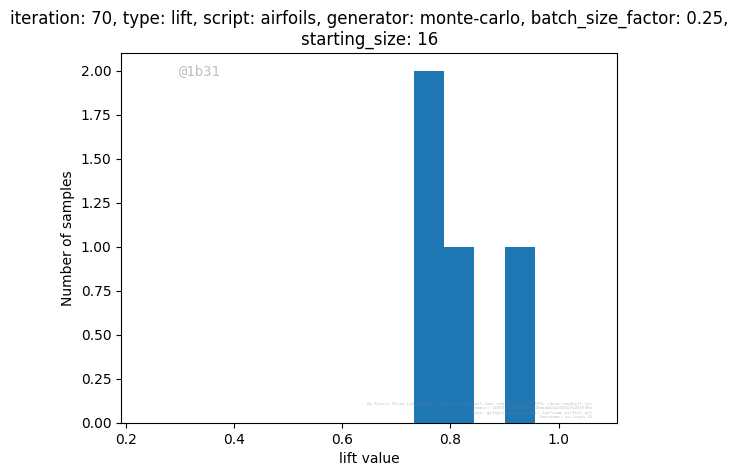 iteration: 70, type: lift, script: airfoils, generator: monte-carlo, batch_size_factor: 0.25,
starting_size: 16
@1b31
2.00
1.75
1.50
1.25
1.00
0.75
0.50
0.25
0.00
Number of samples
0.2 0.4 0.6 0.8 1.0
lift value